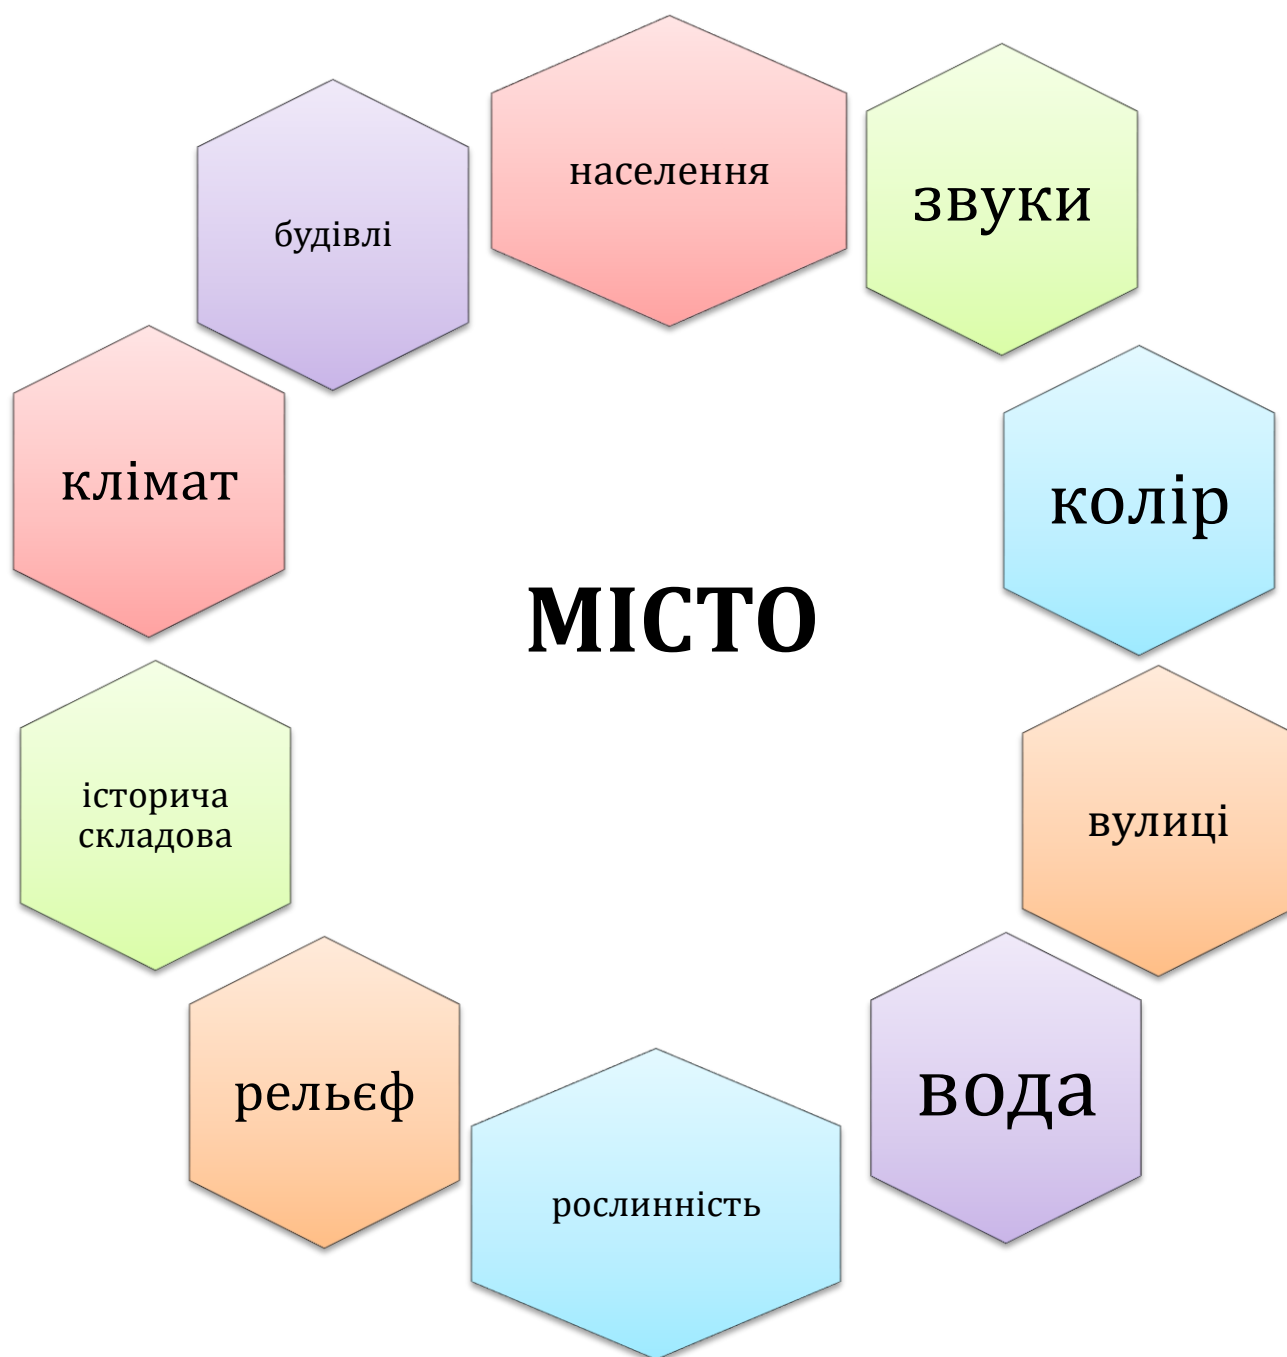 населення
звуки
будівлі
клімат
колір
МІСТО
історича
складова
вулиці
рельєф
вода
рослинність